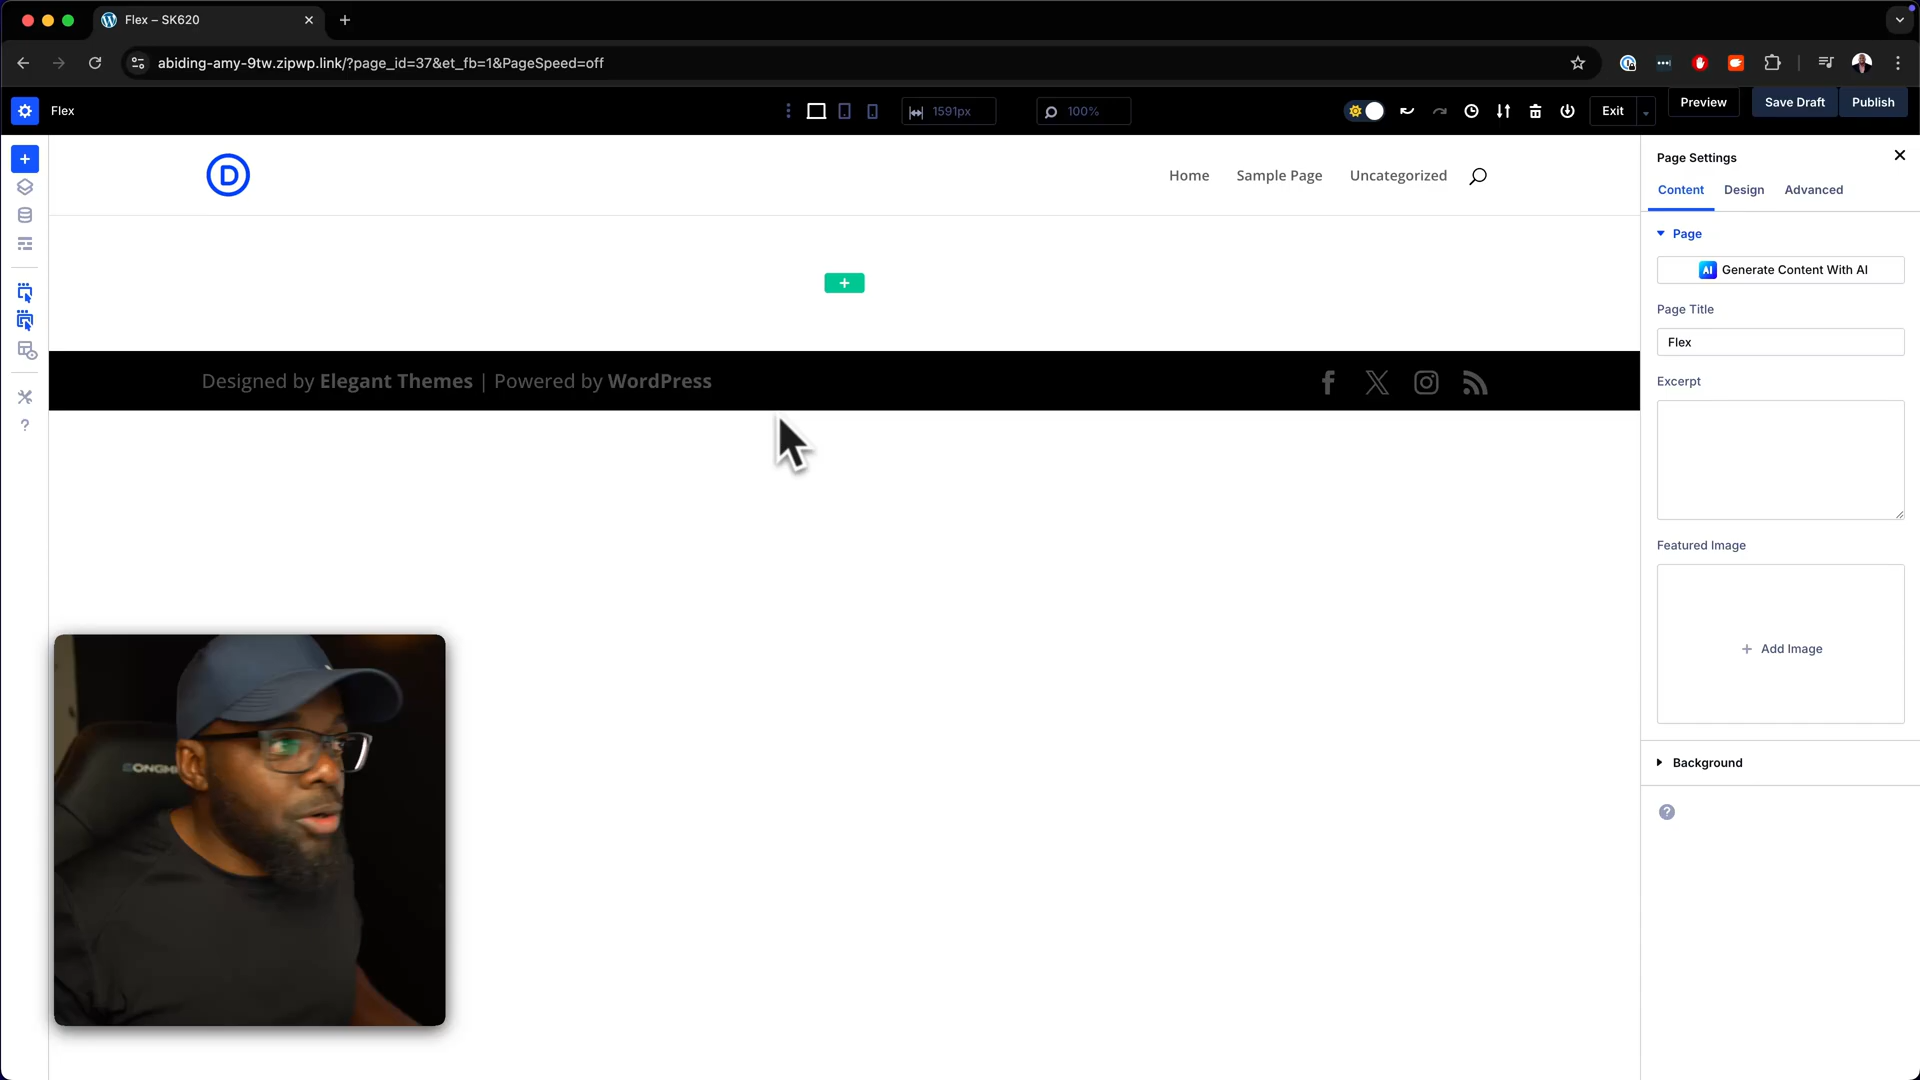 Flex – SK620
abiding-amy-9tw.zipwp.link/?page_id=37&et_fb=1&PageSpeed=off
Flex
1591px
100%
Exit
Preview
Save Draft
Publish
D
Home
Sample Page
Uncategorized
Designed by Elegant Themes | Powered by WordPress
Page Settings
Content
Design
Advanced
Page
AI Generate Content With AI
Page Title
Flex
Excerpt
Featured Image
Add Image
Background